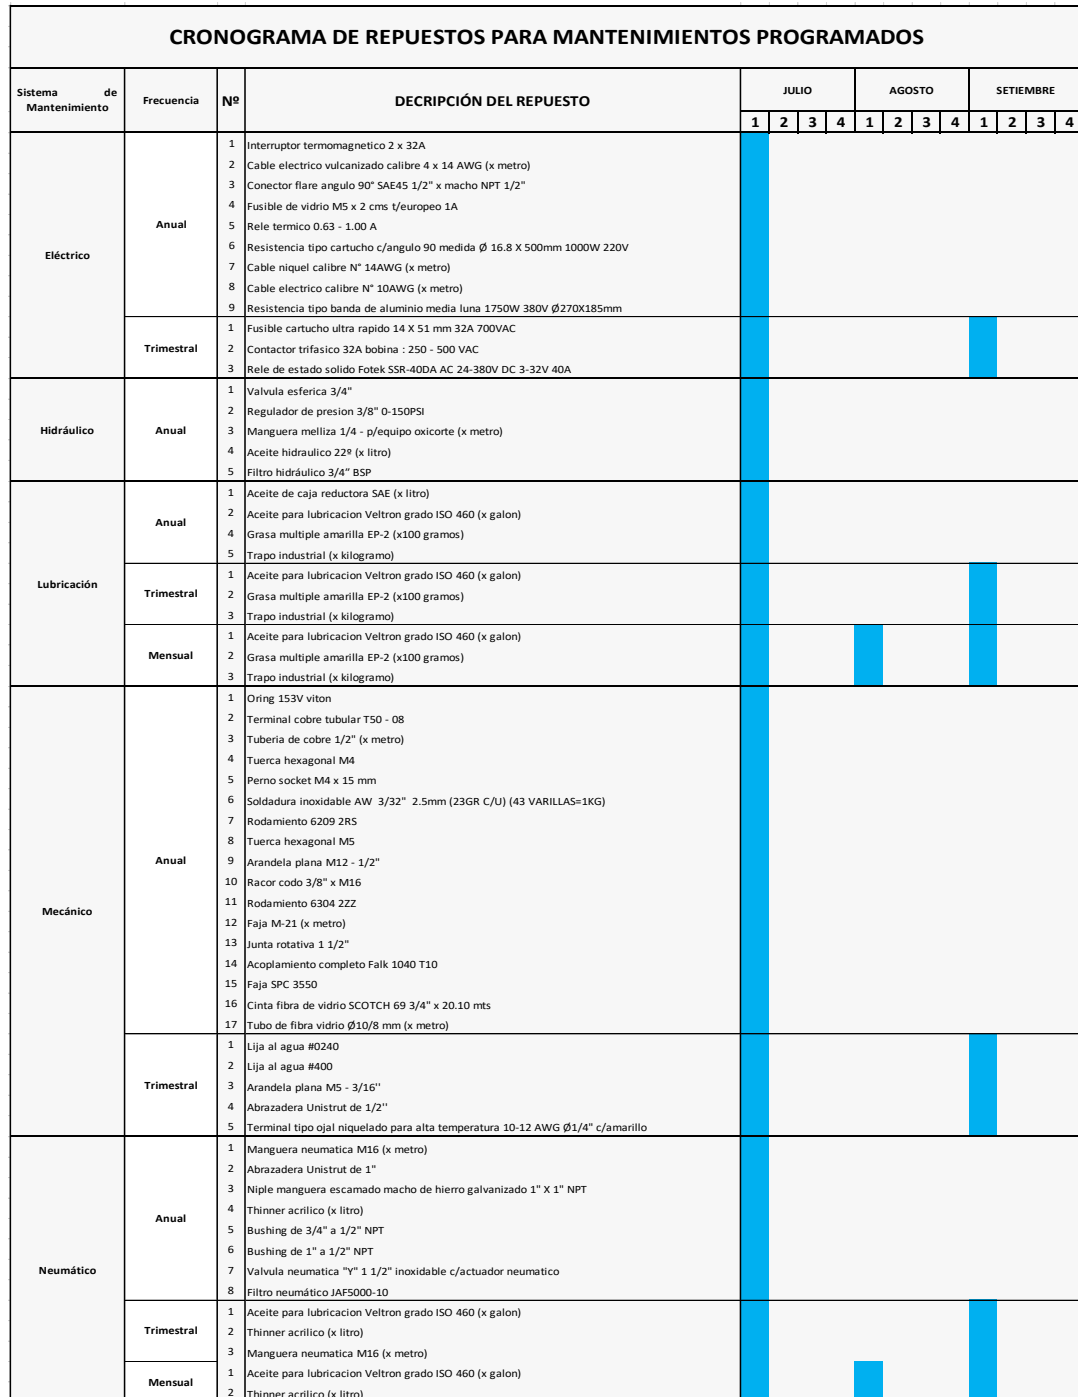 CRONOGRAMA DE REPUESTOS PARA MANTENIMIENTOS PROGRAMADOS
Sistema de Mantenimiento Frecuencia Nº DECRIPCIÓN DEL REPUESTO JULIO AGOSTO SETIEMBRE
1 2 3 4 1 2 3 4 1 2 3 4
Eléctrico
Anual
1 Interruptor termomagnetico 2 x 32A
2 Cable electrico vulcanizado calibre 4 x 14 AWG (x metro)
3 Conector flare angulo 90° SAE45 1/2" x macho NPT 1/2"
4 Fusible de vidrio M5 x 2 cms t/europeo 1A
5 Rele termico 0.63 - 1.00 A
6 Resistencia tipo cartucho c/angulo 90 medida Ø 16.8 X 500mm 1000W 220V
7 Cable niquel calibre N° 14AWG (x metro)
8 Cable electrico calibre N° 10AWG (x metro)
9 Resistencia tipo banda de aluminio media luna 1750W 380V Ø270X185mm
Trimestral
1 Fusible cartucho ultra rapido 14 X 51 mm 32A 700VAC
2 Contactor trifasico 32A bobina : 250 - 500 VAC
3 Rele de estado solido Fotek SSR-40DA AC 24-380V DC 3-32V 40A
Hidráulico
Anual
1 Valvula esferica 3/4"
2 Regulador de presion 3/8" 0-150PSI
3 Manguera melliza 1/4 - p/equipo oxicorte (x metro)
4 Aceite hidraulico 22º (x litro)
5 Filtro hidráulico 3/4" BSP
Lubricación
Anual
1 Aceite de caja reductora SAE (x litro)
2 Aceite para lubricacion Veltron grado ISO 460 (x galon)
4 Grasa multiple amarilla EP-2 (x100 gramos)
5 Trapo industrial (x kilogramo)
Trimestral
1 Aceite para lubricacion Veltron grado ISO 460 (x galon)
2 Grasa multiple amarilla EP-2 (x100 gramos)
3 Trapo industrial (x kilogramo)
Mensual
1 Aceite para lubricacion Veltron grado ISO 460 (x galon)
2 Grasa multiple amarilla EP-2 (x100 gramos)
3 Trapo industrial (x kilogramo)
Mecánico
Anual
1 Oring 153V viton
2 Terminal cobre tubular T50 - 08
3 Tuberia de cobre 1/2" (x metro)
4 Tuerca hexagonal M4
5 Perno socket M4 x 15 mm
6 Soldadura inoxidable AW 3/32" 2.5mm (23GR C/U) (43 VARILLAS=1KG)
7 Rodamiento 6209 2RS
8 Tuerca hexagonal M5
9 Arandela plana M12 - 1/2"
10 Racor codo 3/8" x M16
11 Rodamiento 6304 2ZZ
12 Faja M-21 (x metro)
13 Junta rotativa 1 1/2"
14 Acoplamiento completo Falk 1040 T10
15 Faja SPC 3550
16 Cinta fibra de vidrio SCOTCH 69 3/4" x 20.10 mts
17 Tubo de fibra vidrio Ø10/8 mm (x metro)
Trimestral
1 Lija al agua #0240
2 Lija al agua #400
3 Arandela plana M5 - 3/16''
4 Abrazadera Unistrut de 1/2''
5 Terminal tipo ojal niquelado para alta temperatura 10-12 AWG Ø1/4" c/amarillo
Neumático
Anual
1 Manguera neumatica M16 (x metro)
2 Abrazadera Unistrut de 1"
3 Niple manguera escamado macho de hierro galvanizado 1" X 1" NPT
4 Thinner acrilico (x litro)
5 Bushing de 3/4" a 1/2" NPT
6 Bushing de 1" a 1/2" NPT
7 Valvula neumatica "Y" 1 1/2" inoxidable c/actuador neumatico
8 Filtro neumático JAF5000-10
Trimestral
1 Aceite para lubricacion Veltron grado ISO 460 (x galon)
2 Thinner acrilico (x litro)
3 Manguera neumatica M16 (x metro)
Mensual
1 Aceite para lubricacion Veltron grado ISO 460 (x galon)
2 Thinner acrilico (x litro)